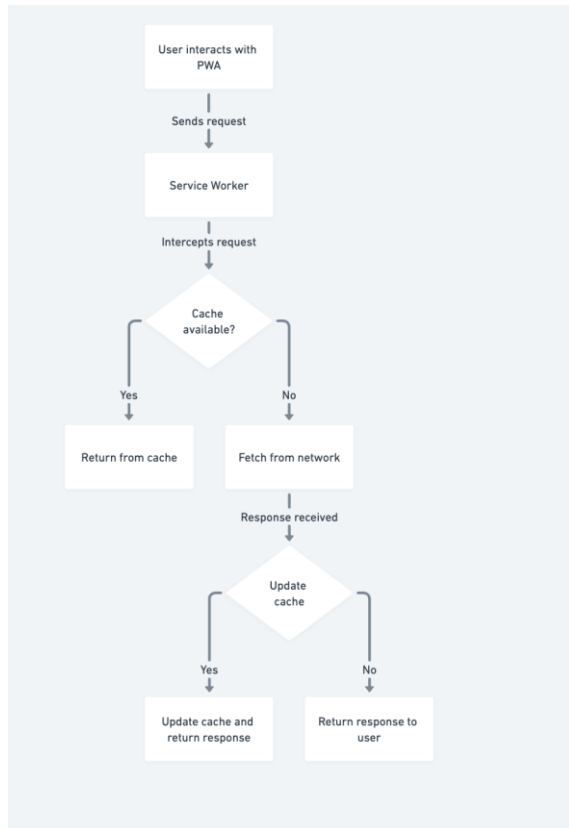 User interacts with
PWA
Sends request
Service Worker
Intercepts request
Cache
available?
Yes
No
Return from cache
Fetch from network
Response received
Update
cache
Yes
No
Update cache and
return response
Return response to
user